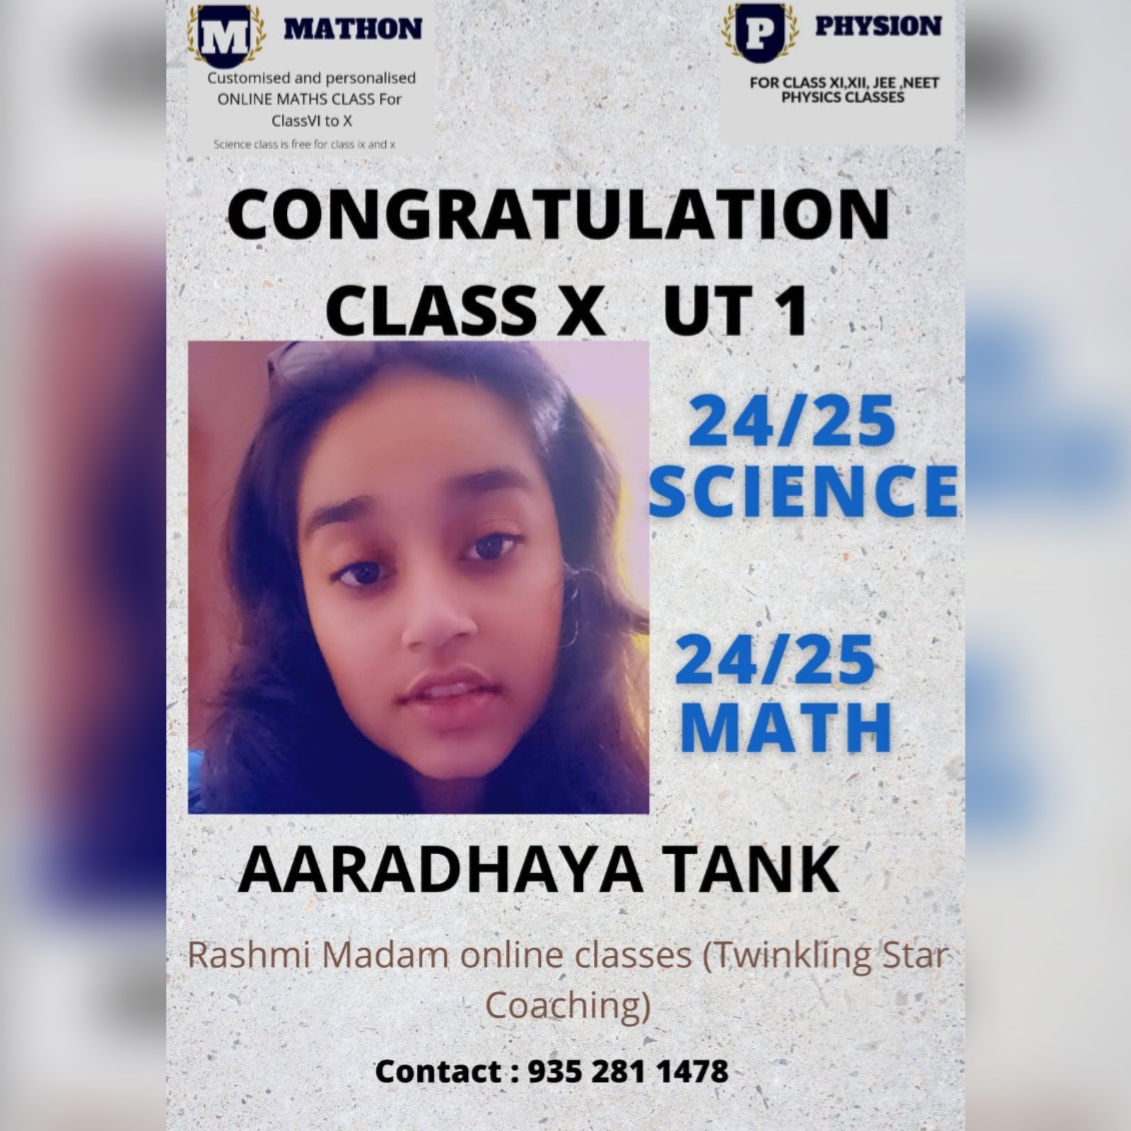 M MATHON
Customised and personalised
ONLINE MATHS CLASS For
ClassVI to X
Science class is free for class ix and x
P PHYSION
FOR CLASS XI,XII, JEE ,NEET
PHYSICS CLASSES
CONGRATULATION
CLASS X UT 1
24/25
SCIENCE
24/25
MATH
AARADHAYA TANK
Rashmi Madam online classes (Twinkling Star
Coaching)
Contact : 935 281 1478